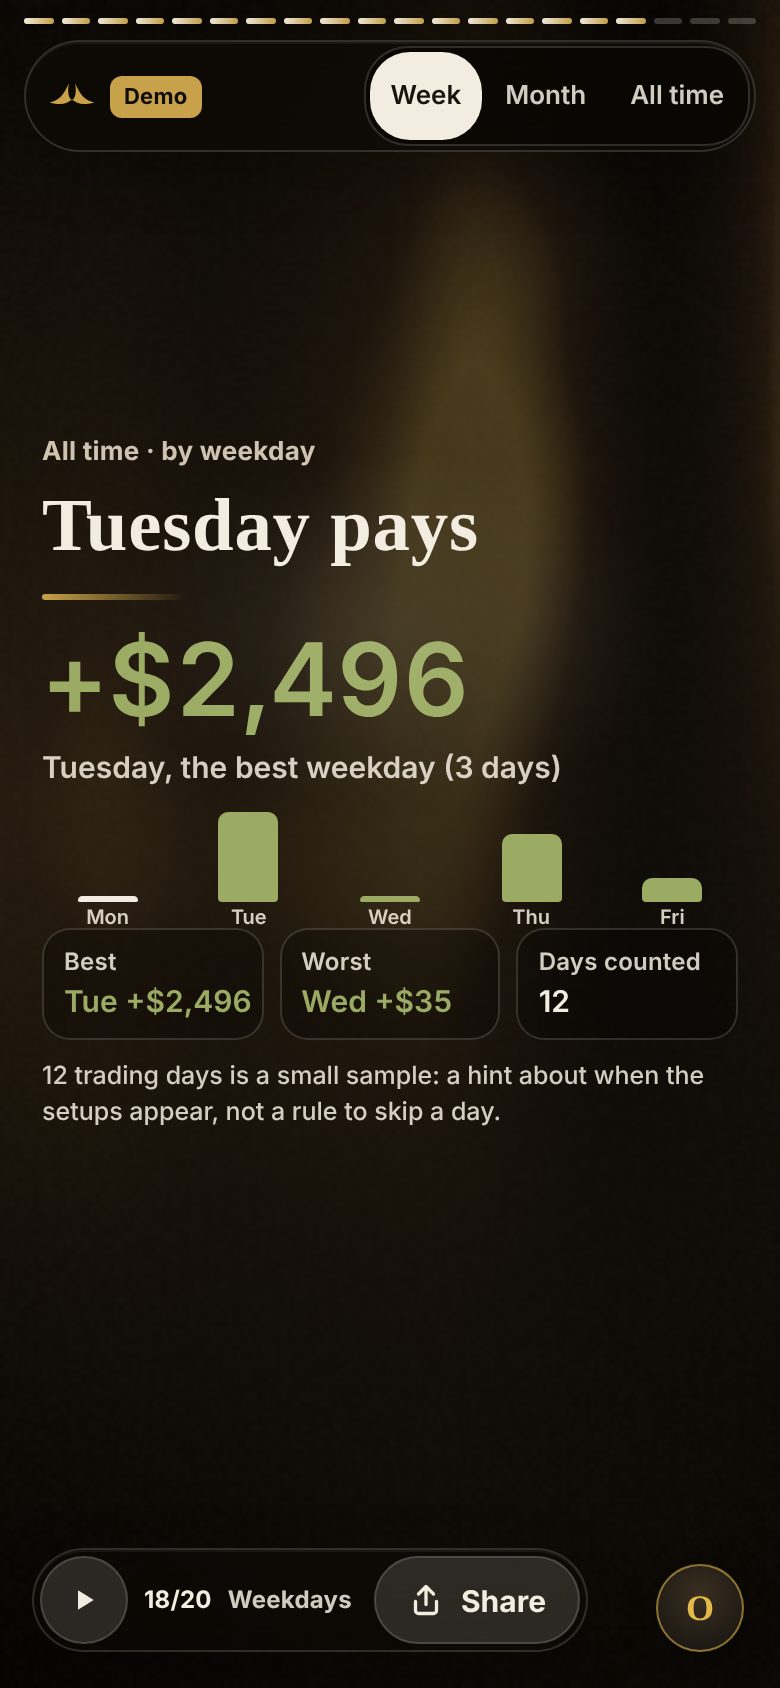 Demo
Week Month All time
All time · by weekday
Tuesday pays
+$2,496
Tuesday, the best weekday (3 days)
Mon Tue Wed Thu Fri
Best Worst Days counted
Tue +$2,496 Wed +$35 12
12 trading days is a small sample: a hint about when the
setups appear, not a rule to skip a day.
18/20 Weekdays Share
O